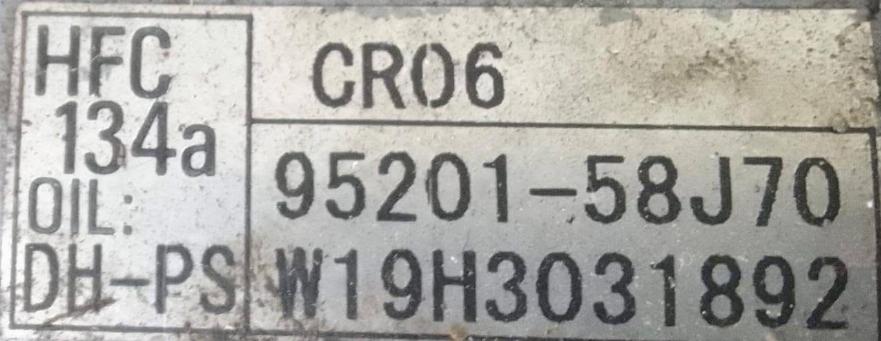 HFC
134a
OIL:
DH-PS
CR06
95201-58J70
W19H3031892